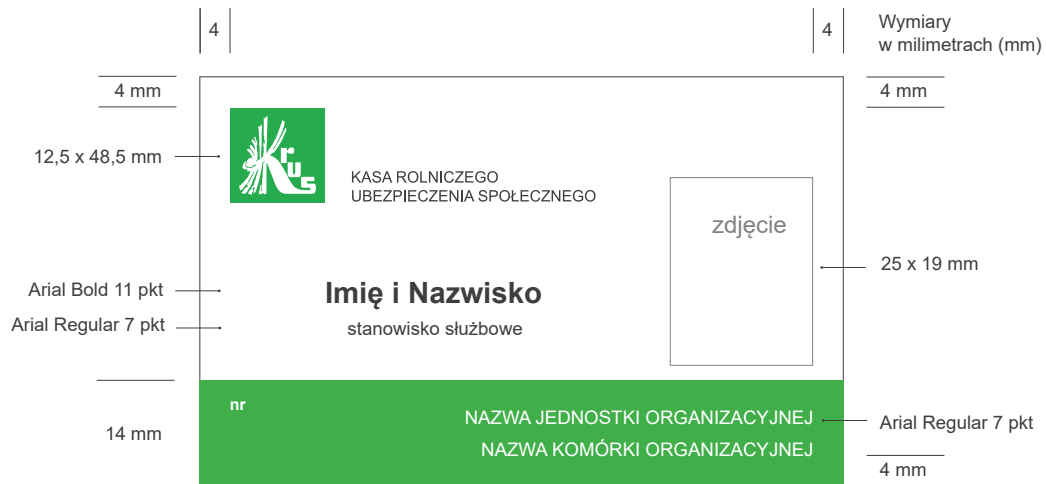 4
4
Wymiary
w milimetrach (mm)
4 mm
4 mm
12,5 x 48,5 mm
Krus
KASA ROLNICZEGO
UBEZPIECZENIA SPOŁECZNEGO
zdjęcie
25 x 19 mm
Arial Bold 11 pkt
Imię i Nazwisko
Arial Regular 7 pkt
stanowisko służbowe
14 mm
nr
NAZWA JEDNOSTKI ORGANIZACYJNEJ
Arial Regular 7 pkt
NAZWA KOMÓRKI ORGANIZACYJNEJ
4 mm